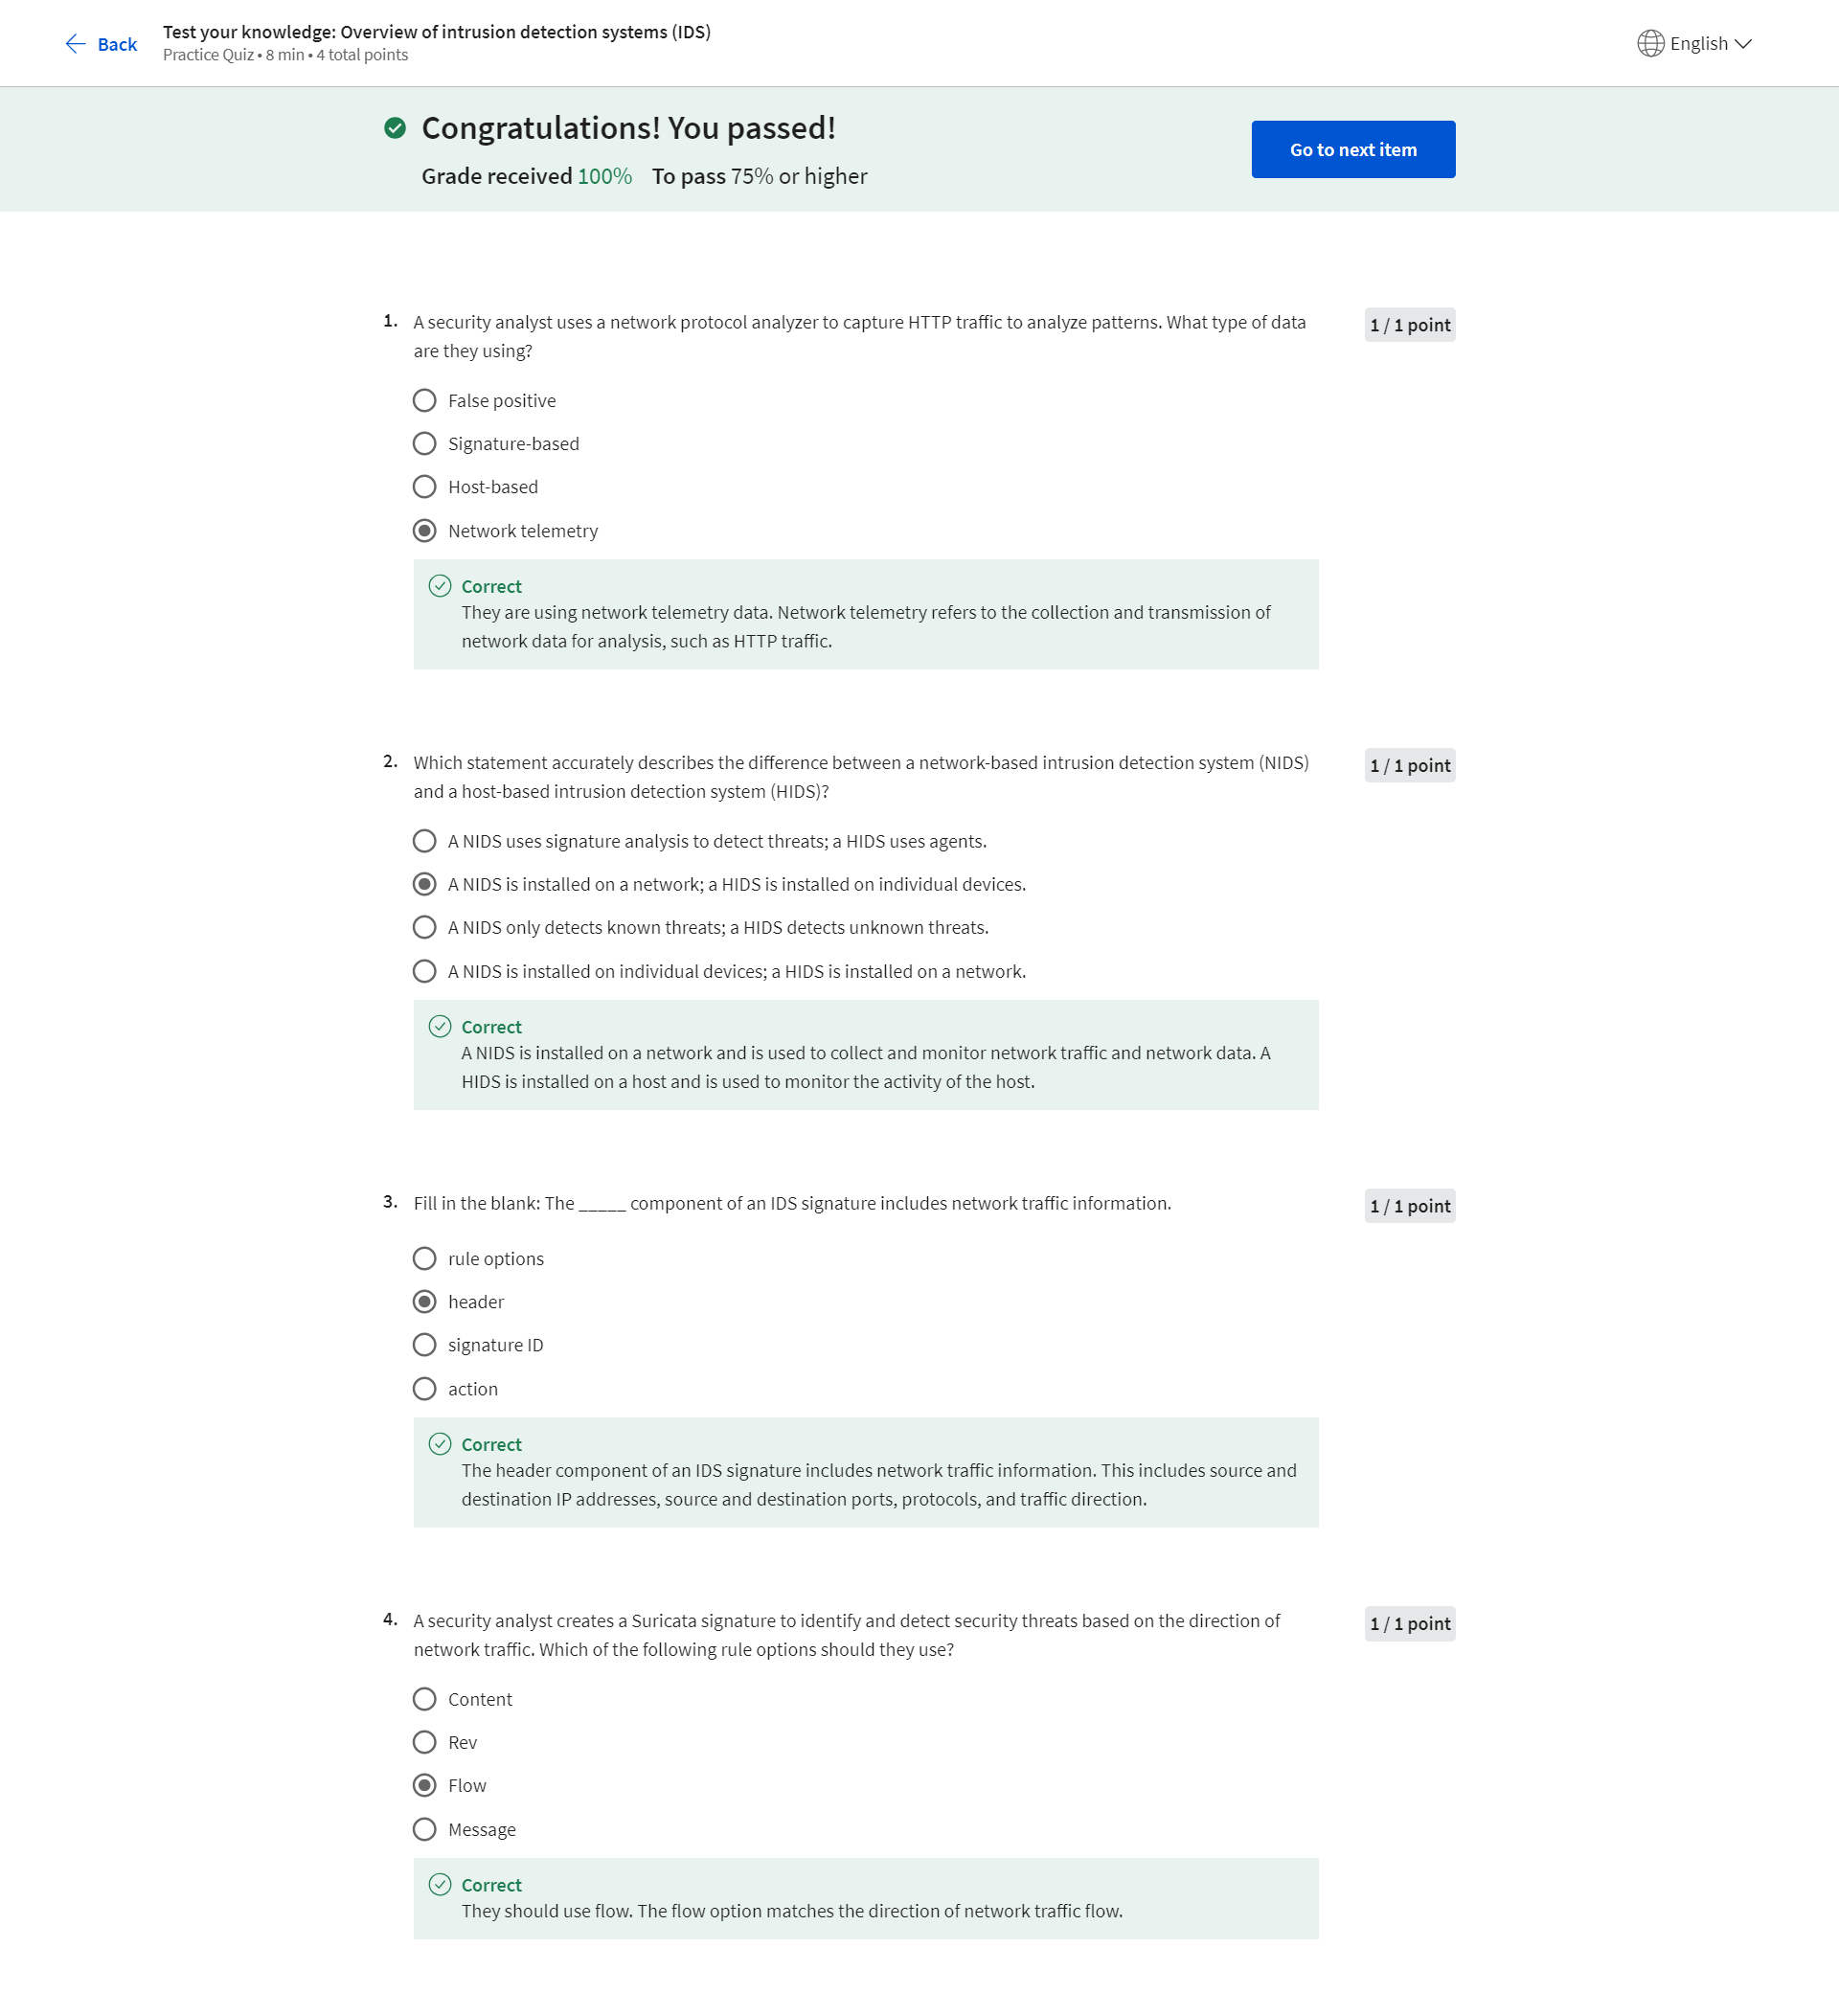 Back
Test your knowledge: Overview of intrusion detection systems (IDS)
Practice Quiz • 8 min • 4 total points
English
Congratulations! You passed!
Grade received 100% To pass 75% or higher
Go to next item
1. A security analyst uses a network protocol analyzer to capture HTTP traffic to analyze patterns. What type of data
are they using?
1 / 1 point
False positive
Signature-based
Host-based
Network telemetry
Correct
They are using network telemetry data. Network telemetry refers to the collection and transmission of
network data for analysis, such as HTTP traffic.
2. Which statement accurately describes the difference between a network-based intrusion detection system (NIDS)
and a host-based intrusion detection system (HIDS)?
1 / 1 point
A NIDS uses signature analysis to detect threats; a HIDS uses agents.
A NIDS is installed on a network; a HIDS is installed on individual devices.
A NIDS only detects known threats; a HIDS detects unknown threats.
A NIDS is installed on individual devices; a HIDS is installed on a network.
Correct
A NIDS is installed on a network and is used to collect and monitor network traffic and network data. A
HIDS is installed on a host and is used to monitor the activity of the host.
3. Fill in the blank: The _____ component of an IDS signature includes network traffic information.
1 / 1 point
rule options
header
signature ID
action
Correct
The header component of an IDS signature includes network traffic information. This includes source and
destination IP addresses, source and destination ports, protocols, and traffic direction.
4. A security analyst creates a Suricata signature to identify and detect security threats based on the direction of
network traffic. Which of the following rule options should they use?
1 / 1 point
Content
Rev
Flow
Message
Correct
They should use flow. The flow option matches the direction of network traffic flow.